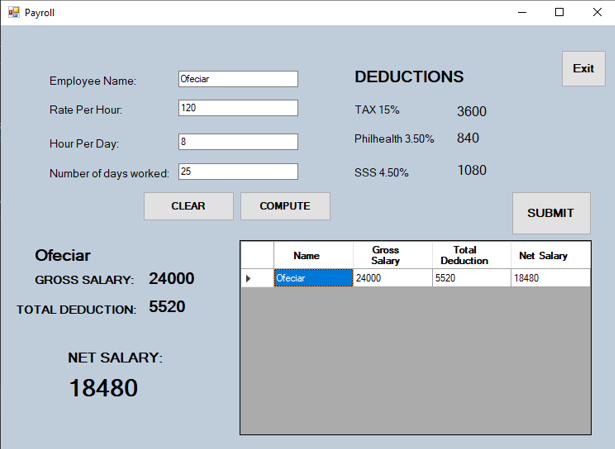 Payroll
Exit
Employee Name: Ofeciar
DEDUCTIONS
Rate Per Hour: 120
TAX 15% 3600
Hour Per Day: 8
Philhealth 3.50% 840
Number of days worked: 25
SSS 4.50% 1080
CLEAR COMPUTE
SUBMIT
Ofeciar
GROSS SALARY: 24000
TOTAL DEDUCTION: 5520
NET SALARY:
18480
Name Gross Salary Total Deduction Net Salary
Ofeciar 24000 5520 18480